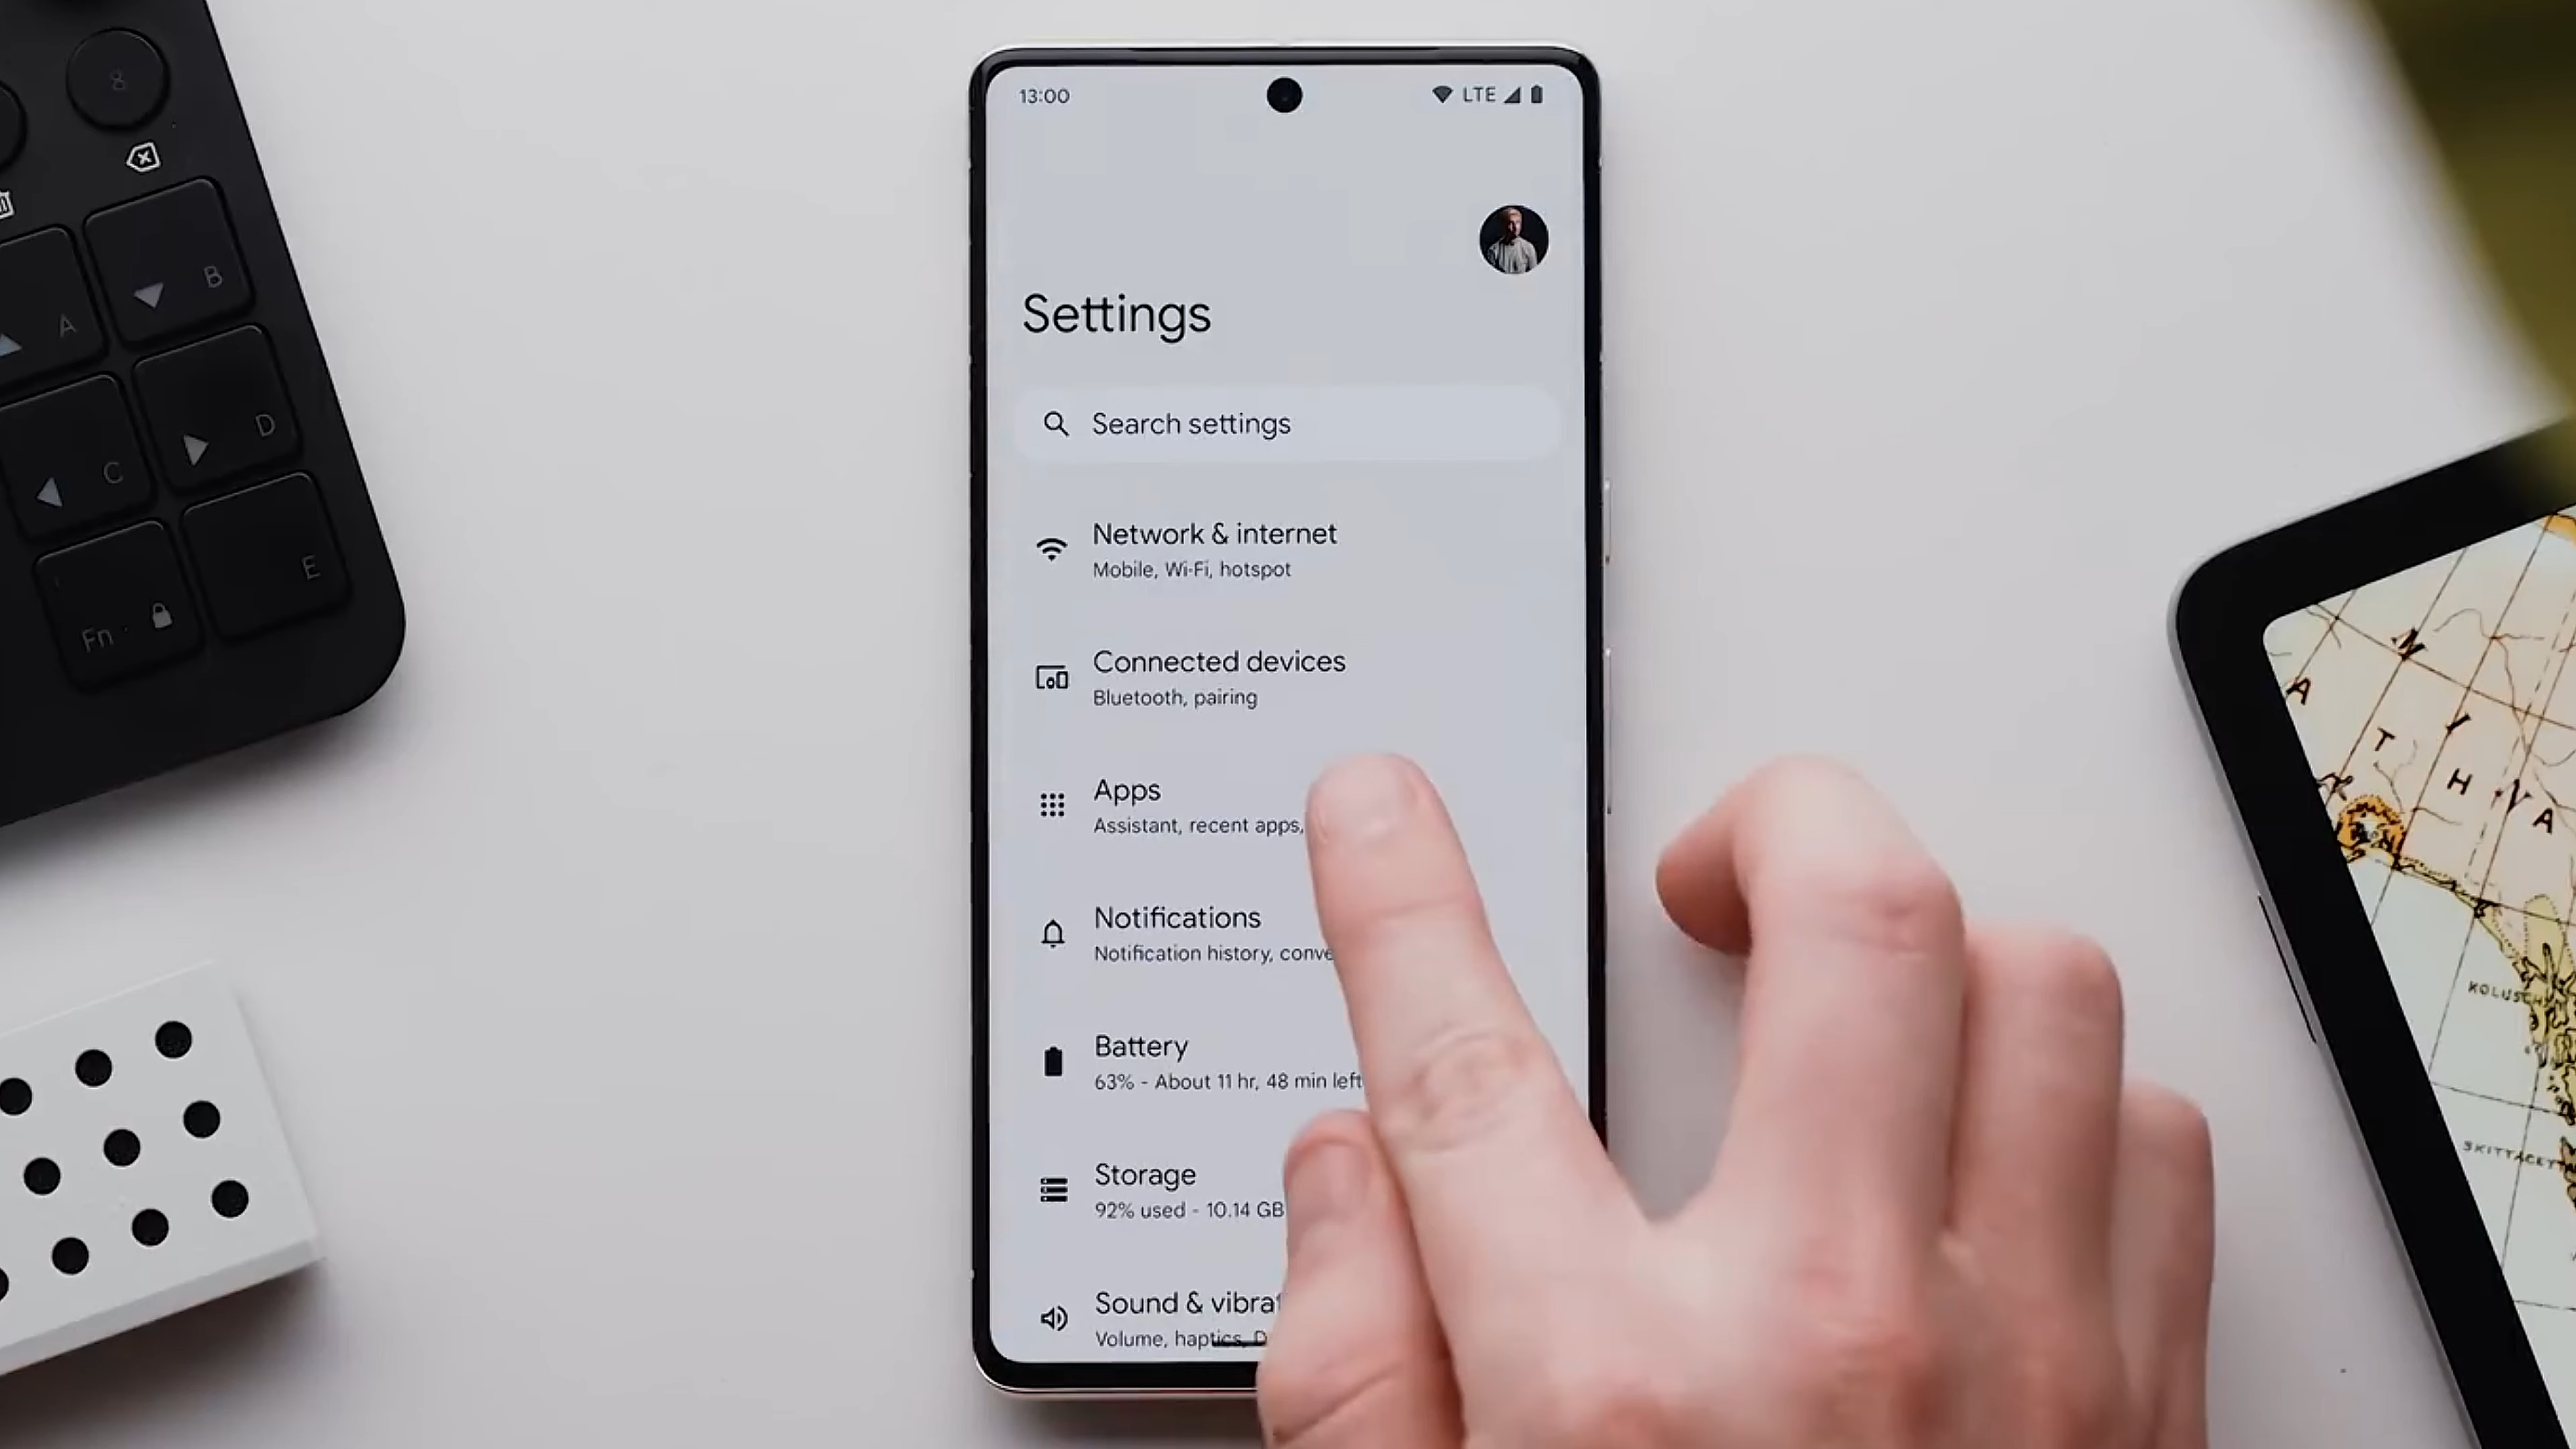 8
B
A
D
C
E
Fn
13:00
LTE
Settings
Search settings
Network & internet
Mobile, Wi-Fi, hotspot
Connected devices
Bluetooth, pairing
Apps
Assistant, recent apps,
Notifications
Notification history, conve
Battery
63% - About 11 hr, 48 min left
Storage
92% used - 10.14 GB
Sound & vibra
Volume, haptics, D
M
A
T
Y
H
A